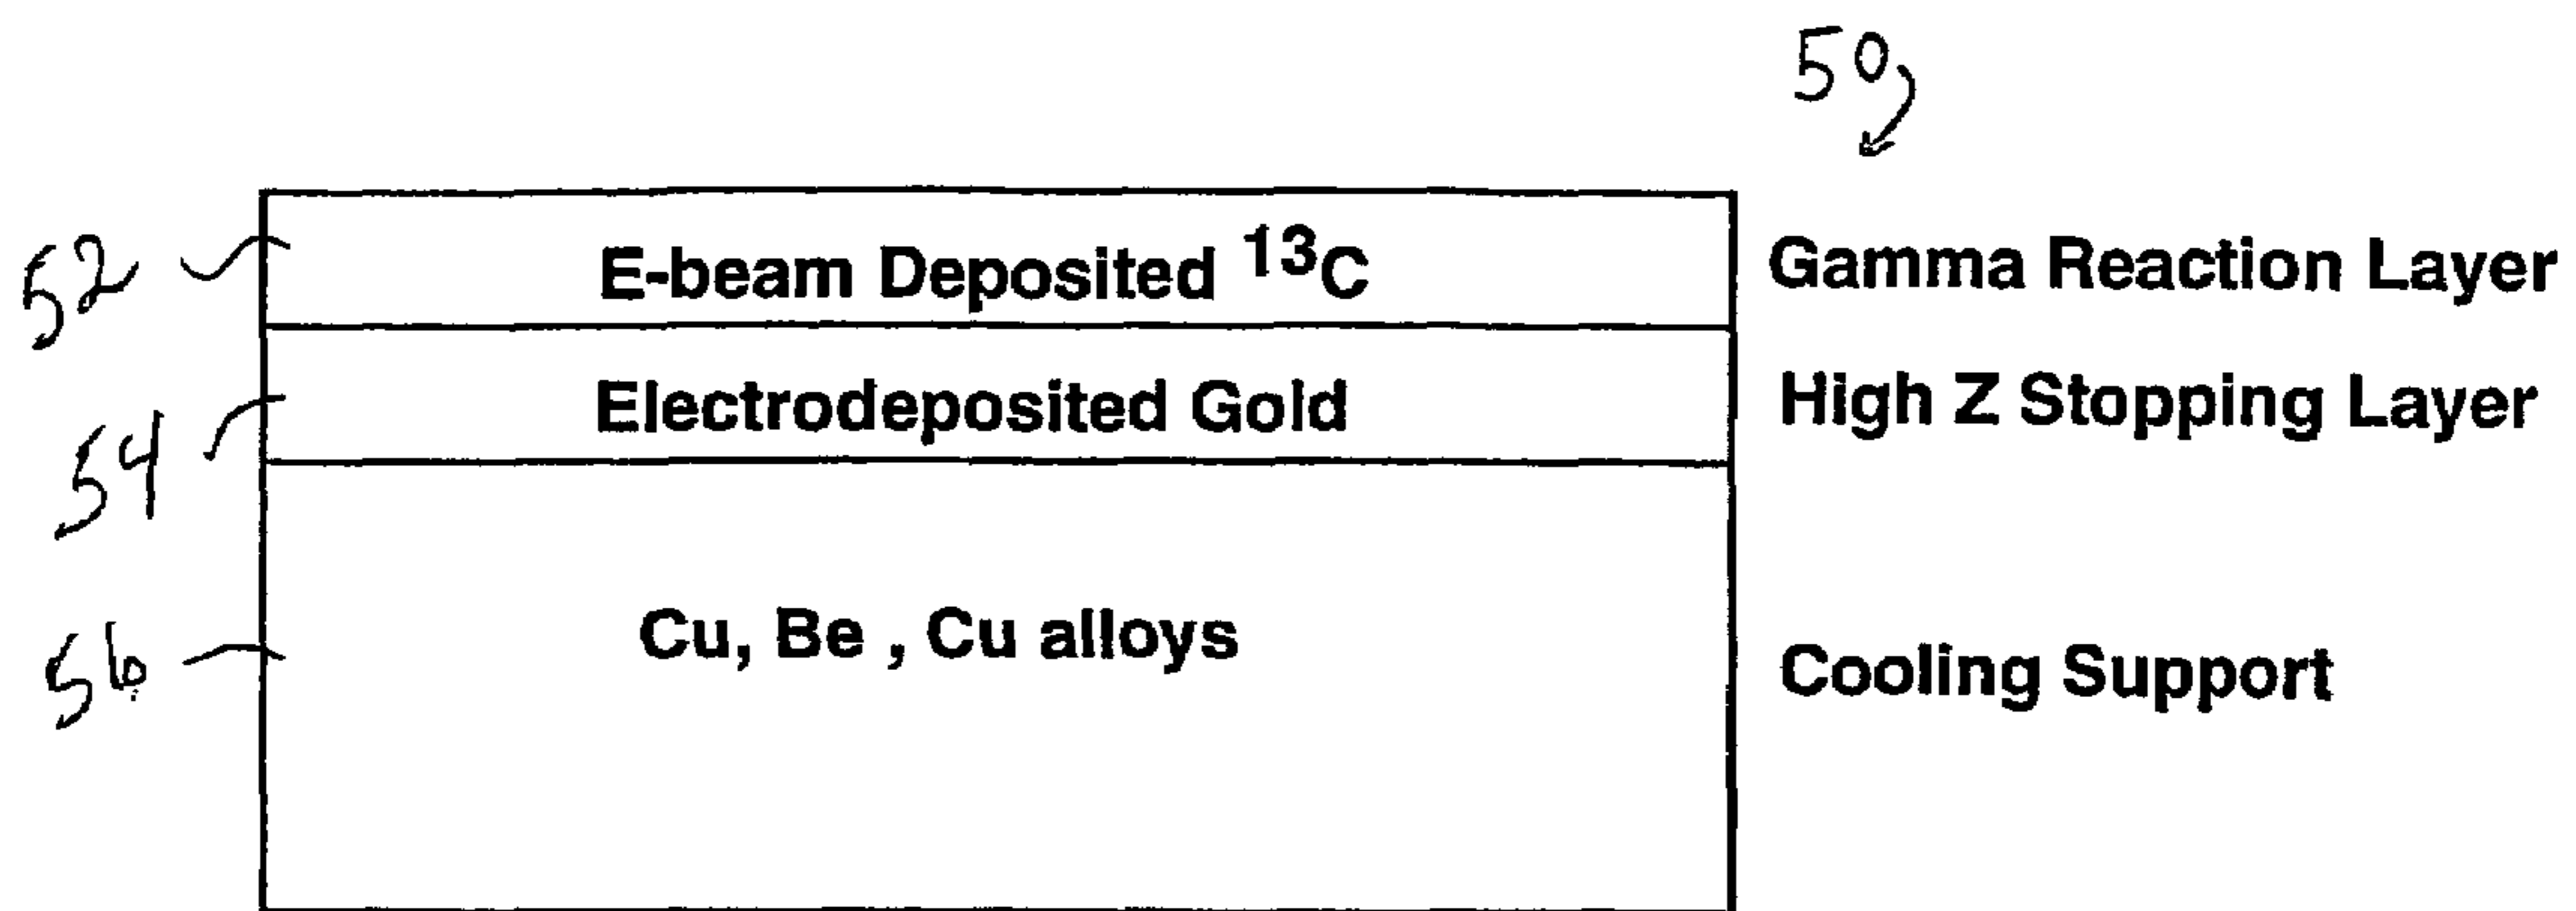 50
52 E-beam Deposited ¹³C Gamma Reaction Layer
54 Electrodeposited Gold High Z Stopping Layer
56 Cu, Be , Cu alloys Cooling Support